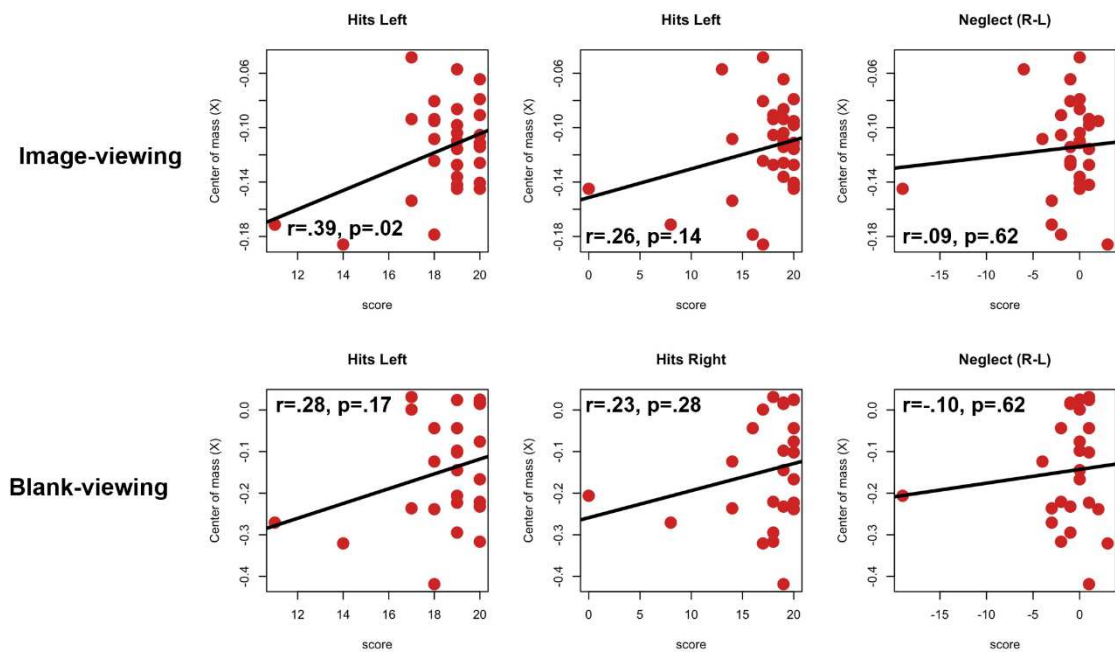 Hits Left
Hits Left
Neglect (R-L)
Image-viewing
Center of mass (X)
-0.06
-0.10
-0.14
-0.18
r=.39, p=.02
12
14
16
18
20
score
Center of mass (X)
-0.06
-0.10
-0.14
-0.18
r=.26, p=.14
0
5
10
15
20
score
Center of mass (X)
-0.06
-0.10
-0.14
-0.18
r=.09, p=.62
-15
-10
-5
0
score
Hits Left
Hits Right
Neglect (R-L)
Blank-viewing
Center of mass (X)
0.0
-0.1
-0.2
-0.3
-0.4
r=.28, p=.17
12
14
16
18
20
score
Center of mass (X)
0.0
-0.1
-0.2
-0.3
-0.4
r=.23, p=.28
0
5
10
15
20
score
Center of mass (X)
0.0
-0.1
-0.2
-0.3
-0.4
r=-.10, p=.62
-15
-10
-5
0
score